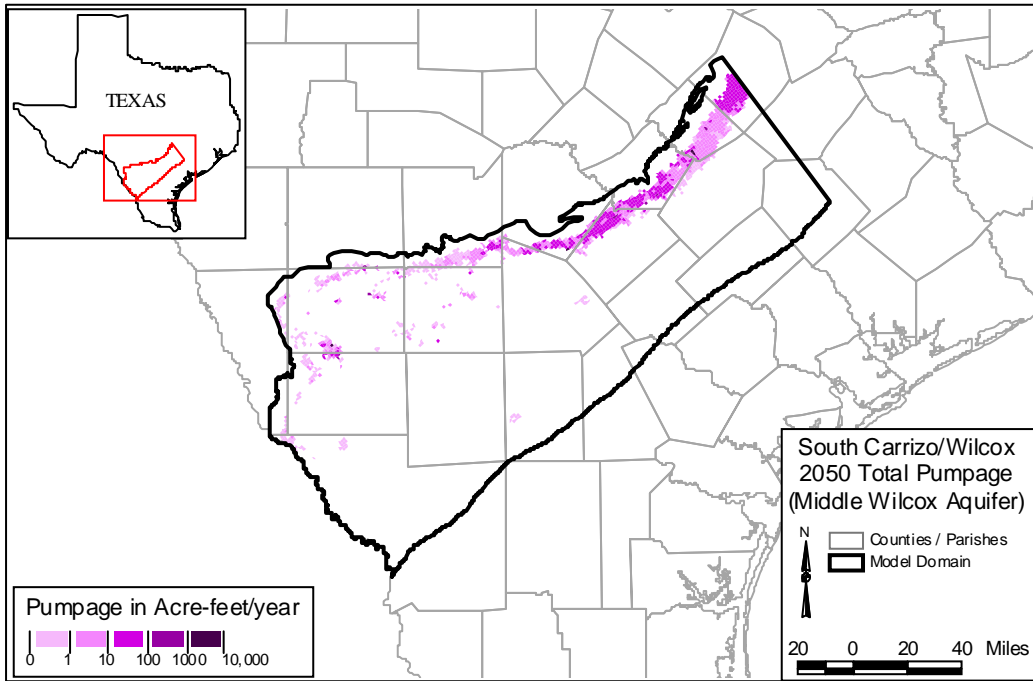 TEXAS
South Carrizo/Wilcox
2050 Total Pumpage
(Middle Wilcox Aquifer)
N
Counties / Parishes
Model Domain
20 0 20 40 Miles
Pumpage in Acre-feet/year
0 1 10 100 1000 10,000